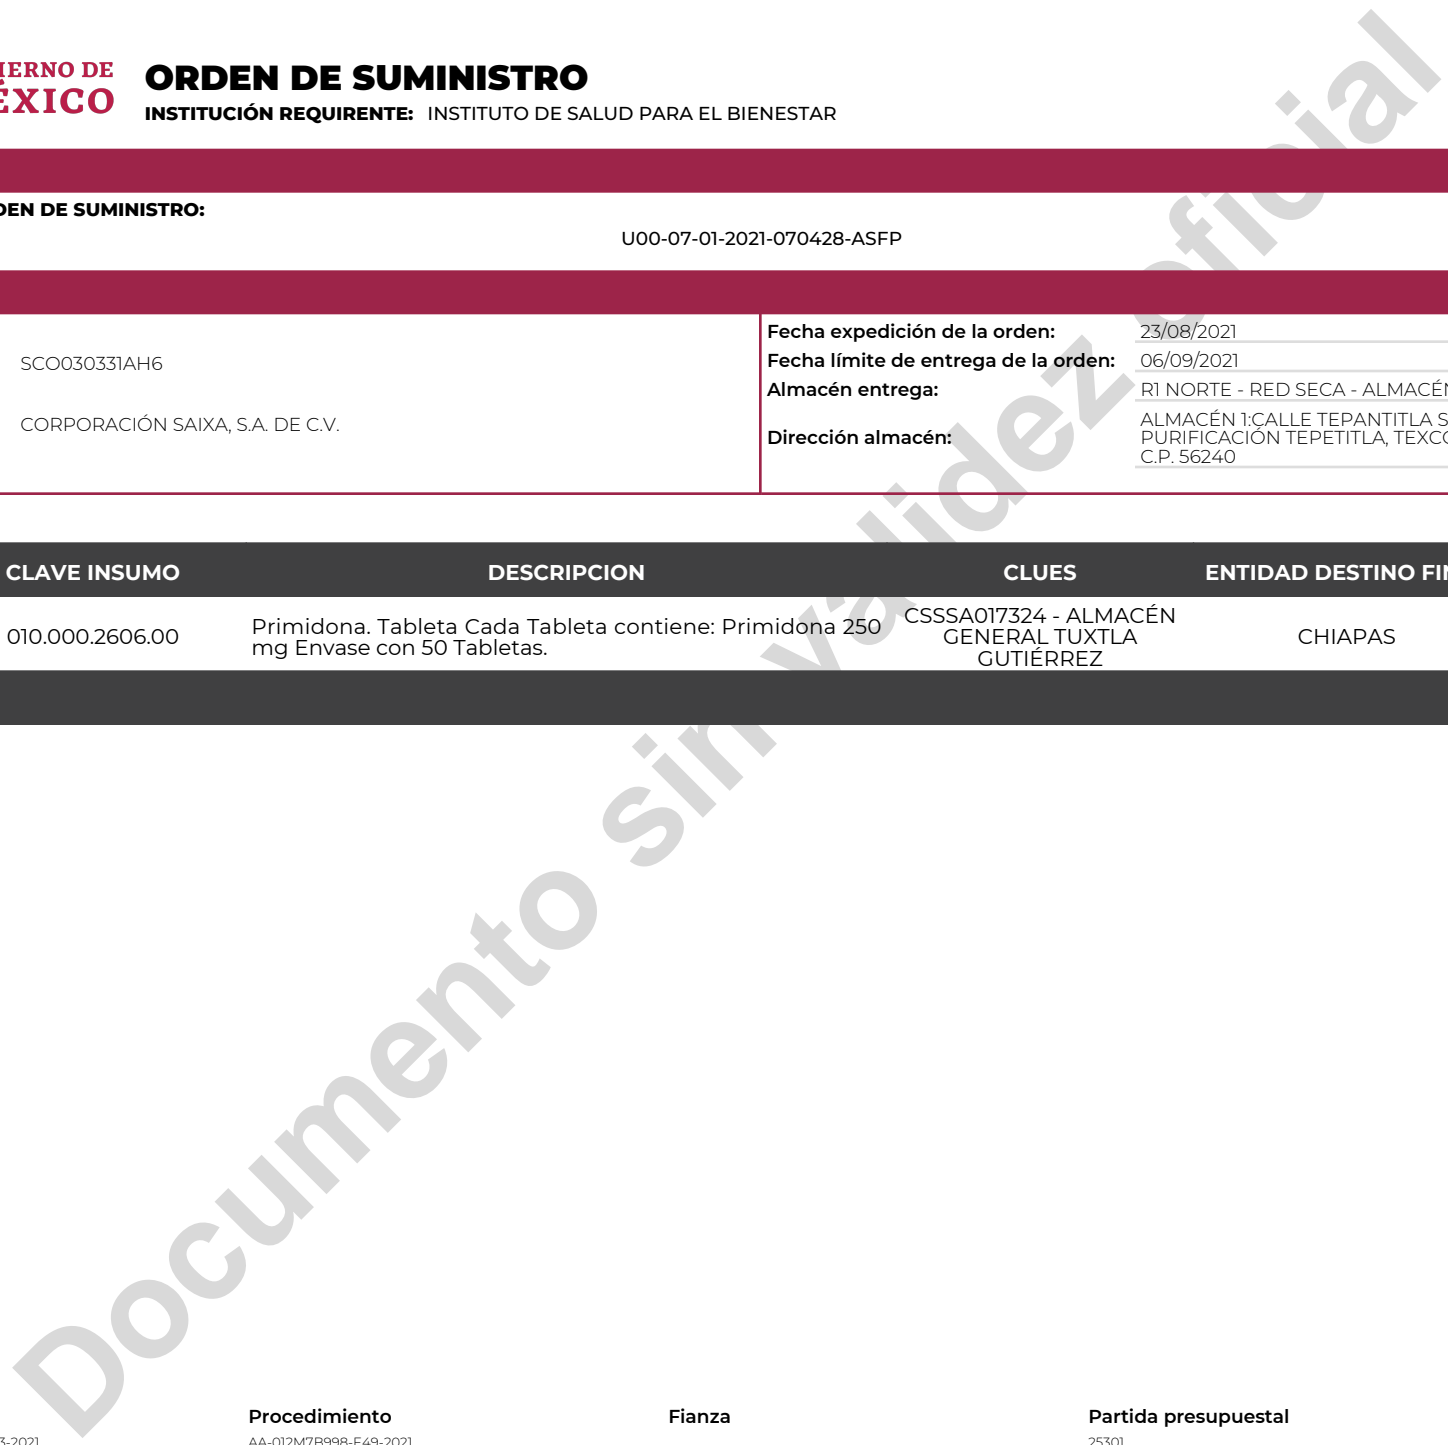 IERNO DE
ÉXICO
ORDEN DE SUMINISTRO
INSTITUCIÓN REQUIRENTE: INSTITUTO DE SALUD PARA EL BIENESTAR
DEN DE SUMINISTRO:
U00-07-01-2021-070428-ASFP
SCO030331AH6
CORPORACIÓN SAIXA, S.A. DE C.V.
Fecha expedición de la orden: 23/08/2021
Fecha límite de entrega de la orden: 06/09/2021
Almacén entrega: R1 NORTE - RED SECA - ALMACÉN
Dirección almacén: ALMACÉN 1:CALLE TEPANTITLA S
PURIFICACIÓN TEPETITLA, TEXCO
C.P. 56240
CLAVE INSUMO DESCRIPCION CLUES ENTIDAD DESTINO FIN
010.000.2606.00
Primidona. Tableta Cada Tableta contiene: Primidona 250
mg Envase con 50 Tabletas.
CSSSA017324 - ALMACÉN
GENERAL TUXTLA
GUTIÉRREZ
CHIAPAS
Documento sin validez oficial
Procedimiento Fianza Partida presupuestal
3-2021 AA-012M7B998-E49-2021 25301